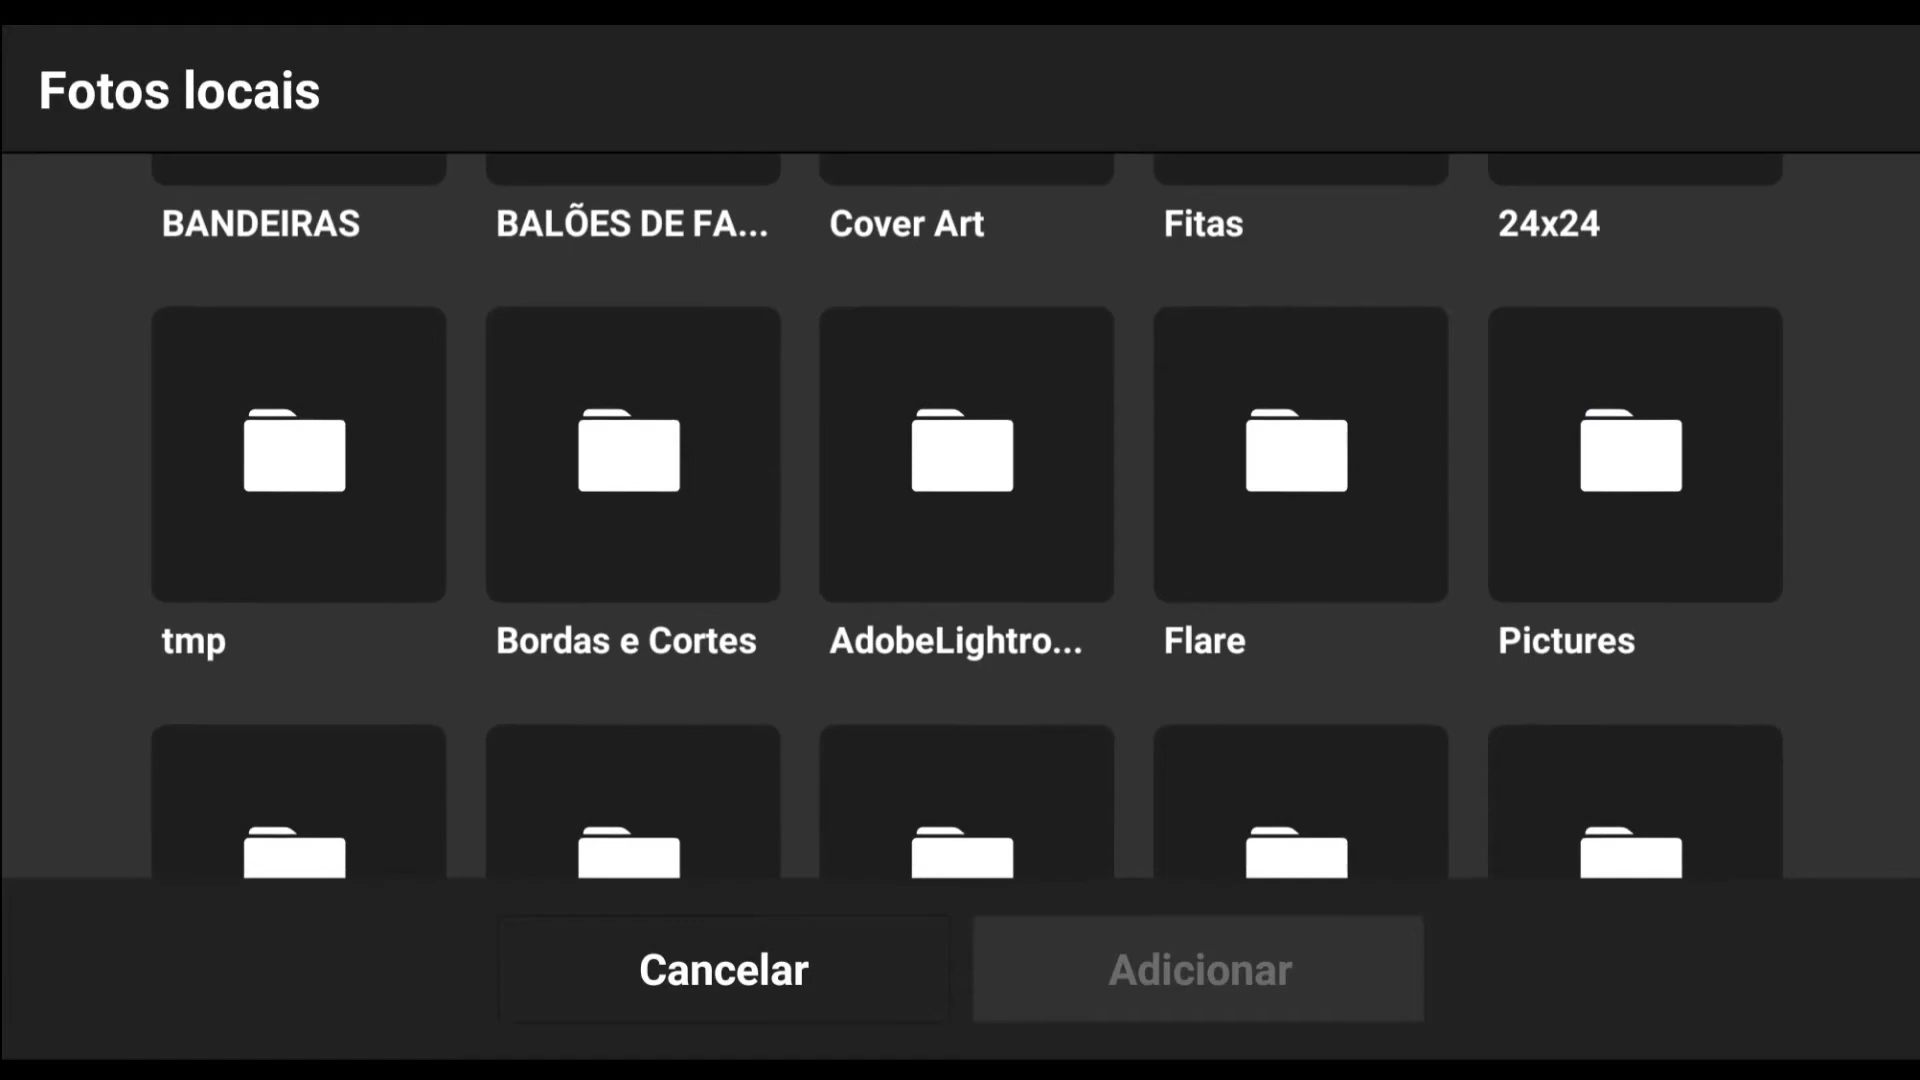 Fotos locais
BANDEIRAS
BALÕES DE FA...
Cover Art
Fitas
24x24
tmp
Bordas e Cortes
AdobeLightro...
Flare
Pictures
Cancelar
Adicionar